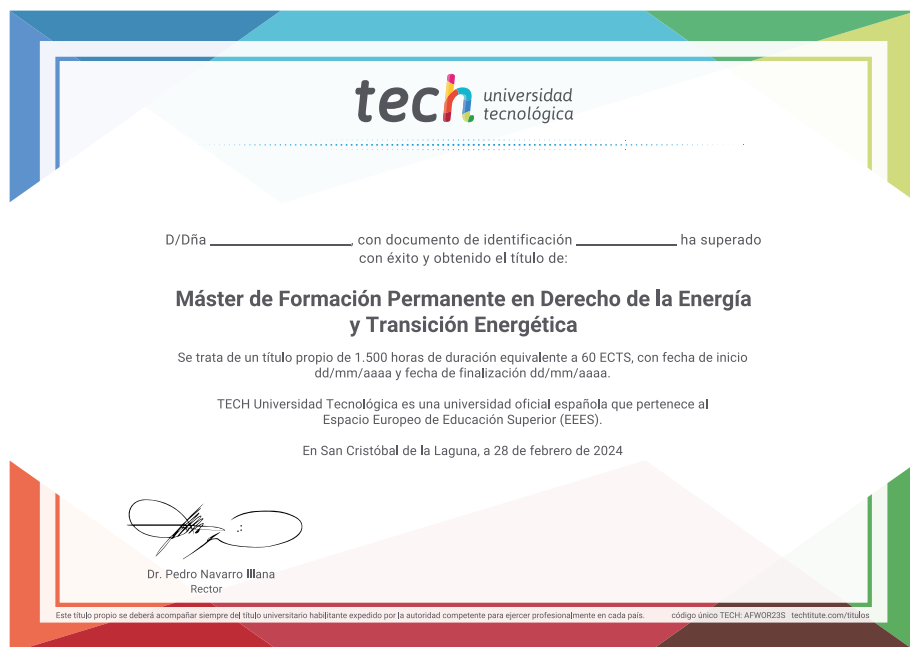 tech universidad
tecnológica
D/Dña ______________, con documento de identificación __________ ha superado
con éxito y obtenido el título de:
Máster de Formación Permanente en Derecho de la Energía
y Transición Energética
Se trata de un título propio de 1.500 horas de duración equivalente a 60 ECTS, con fecha de inicio
dd/mm/aaaa y fecha de finalización dd/mm/aaaa.
TECH Universidad Tecnológica es una universidad oficial española que pertenece al
Espacio Europeo de Educación Superior (EEES).
En San Cristóbal de la Laguna, a 28 de febrero de 2024
Dr. Pedro Navarro Illana
Rector
Este título propio se deberá acompañar siempre del título universitario habilitante expedido por la autoridad competente para ejercer profesionalmente en cada país. código único TECH: AFWOR23S techtitute.com/titulos